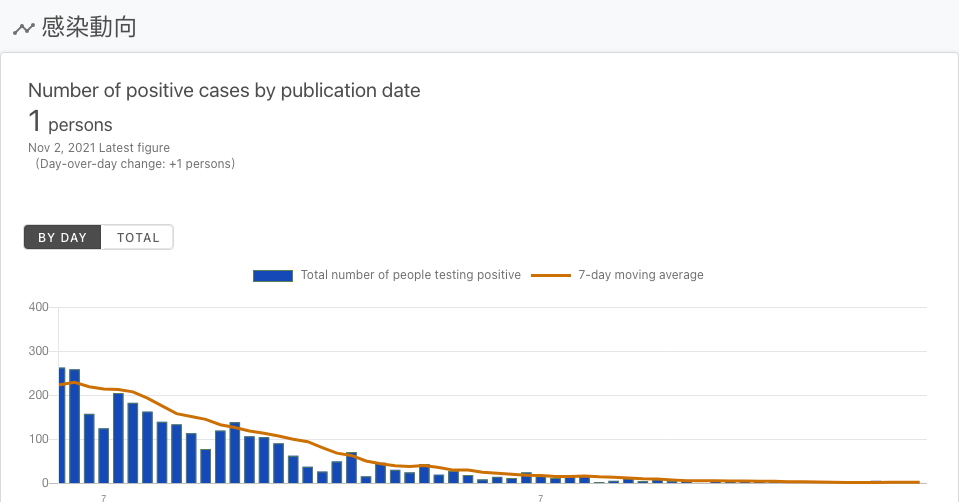 感染動向
Number of positive cases by publication date
1 persons
Nov 2, 2021 Latest figure
(Day-over-day change: +1 persons)
BY DAY TOTAL
Total number of people testing positive 7-day moving average
400
300
200
100
0
7 7